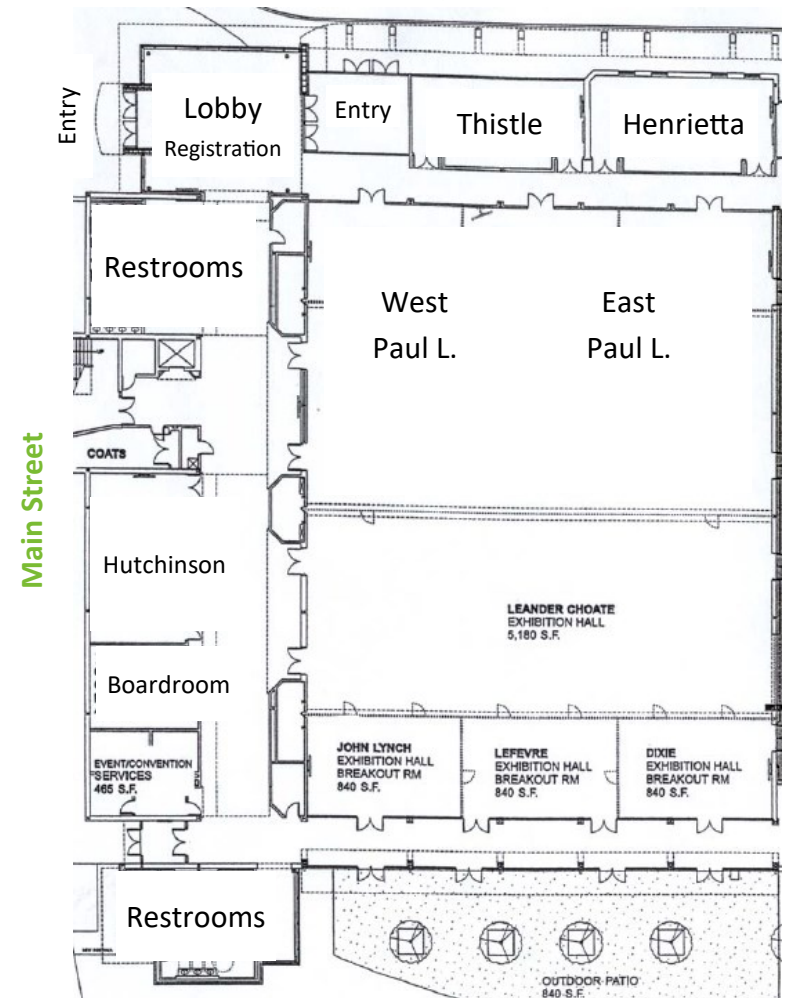 Entry
Lobby
Registration
Entry
Thistle
Henrietta
Restrooms
West
Paul L.
East
Paul L.
COATS
Main Street
Hutchinson
LEANDER CHOATE
EXHIBITION HALL
5,180 S.F.
Boardroom
EVENT/CONVENTION
SERVICES
465 S.F.
JOHN LYNCH
EXHIBITION HALL
BREAKOUT RM
840 S.F.
LEFEVRE
EXHIBITION HALL
BREAKOUT RM
840 S.F.
DIXIE
EXHIBITION HALL
BREAKOUT RM
840 S.F.
Restrooms
OUTDOOR PATIO
840 S.F.